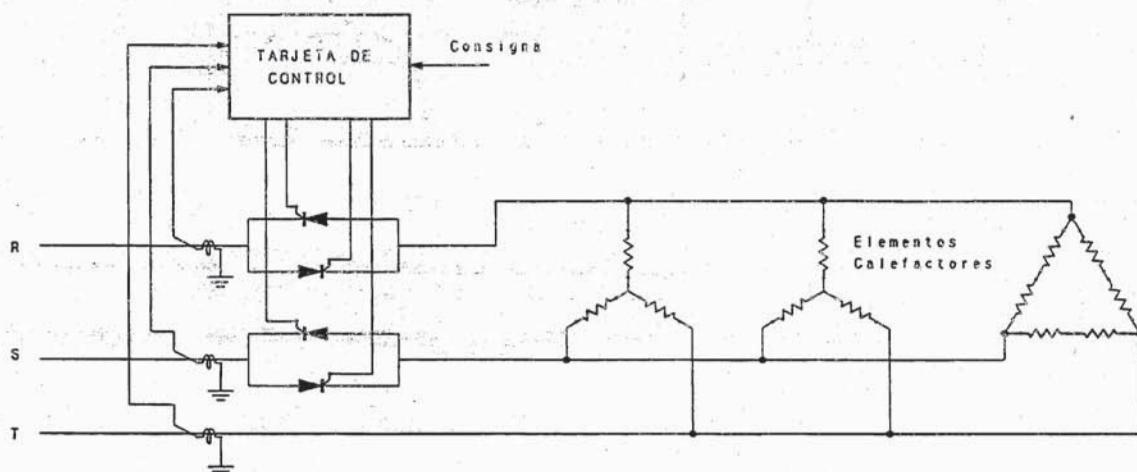 TARJETA DE
CONTROL
Consigna
R
Elementos
Calefactores
S
T